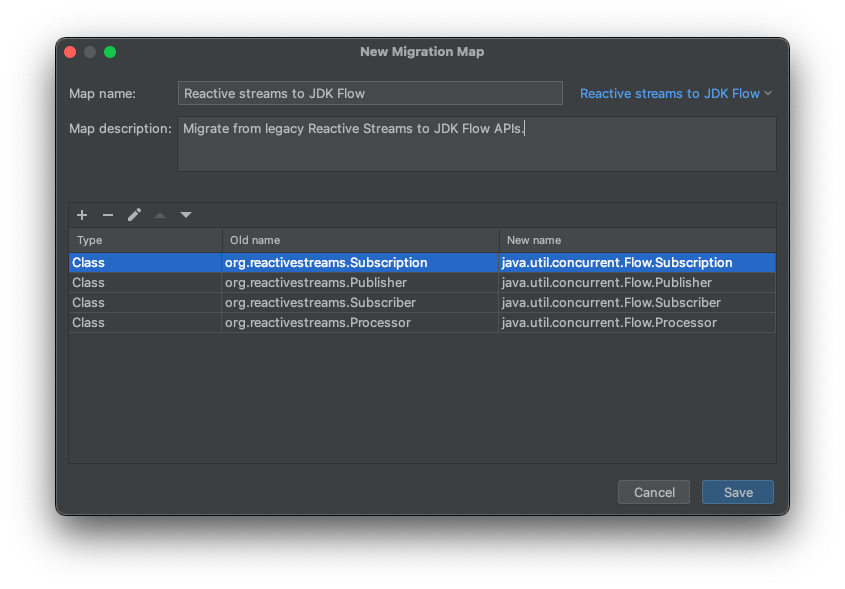 New Migration Map
Map name: Reactive streams to JDK Flow Reactive streams to JDK Flow
Map description: Migrate from legacy Reactive Streams to JDK Flow APIs.
Type Old name New name
Class org.reactivestreams.Subscription java.util.concurrent.Flow.Subscription
Class org.reactivestreams.Publisher java.util.concurrent.Flow.Publisher
Class org.reactivestreams.Subscriber java.util.concurrent.Flow.Subscriber
Class org.reactivestreams.Processor java.util.concurrent.Flow.Processor
Cancel Save